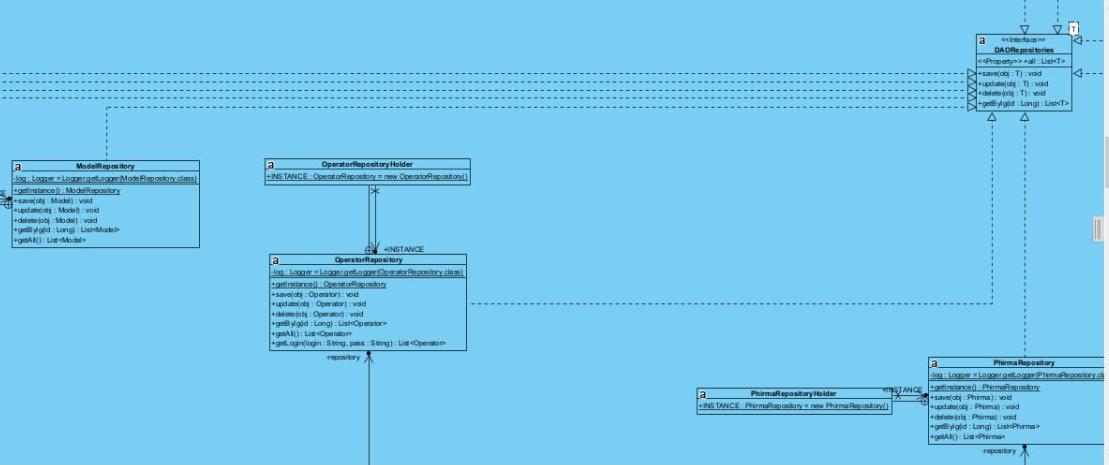 T
a
<<Interface>>
DAORepositories
<<Property>> +all : List<T>
+save(obj : T) : void
+update(obj : T) : void
+delete(obj : T) : void
+getByIg(id : Long) : List<T>
a
ModelRepository
-log : Logger = Logger.getLogger(ModelRepository.class)
+getInstance() : ModelRepository
+save(obj : Model) : void
+update(obj : Model) : void
+delete(obj : Model) : void
+getByIg(id : Long) : List<Model>
+getAll() : List<Model>
a
OperatorRepositoryHolder
+INSTANCE : OperatorRepository = new OperatorRepository()
+INSTANCE
a
OperatorRepository
-log : Logger = Logger.getLogger(OperatorRepository.class)
+getInstance() : OperatorRepository
+save(obj : Operator) : void
+update(obj : Operator) : void
+delete(obj : Operator) : void
+getByIg(id : Long) : List<Operator>
+getAll() : List<Operator>
+getLogin(login : String, pass : String) : List<Operator>
-repository
a
PhirmaRepositoryHolder
+INSTANCE : PhirmaRepository = new PhirmaRepository()
+INSTANCE
a
PhirmaRepository
-log : Logger = Logger.getLogger(PhirmaRepository.cla
+getInstance() : PhirmaRepository
+save(obj : Phirma) : void
+update(obj : Phirma) : void
+delete(obj : Phirma) : void
+getByIg(id : Long) : List<Phirma>
+getAll() : List<Phirma>
-repository